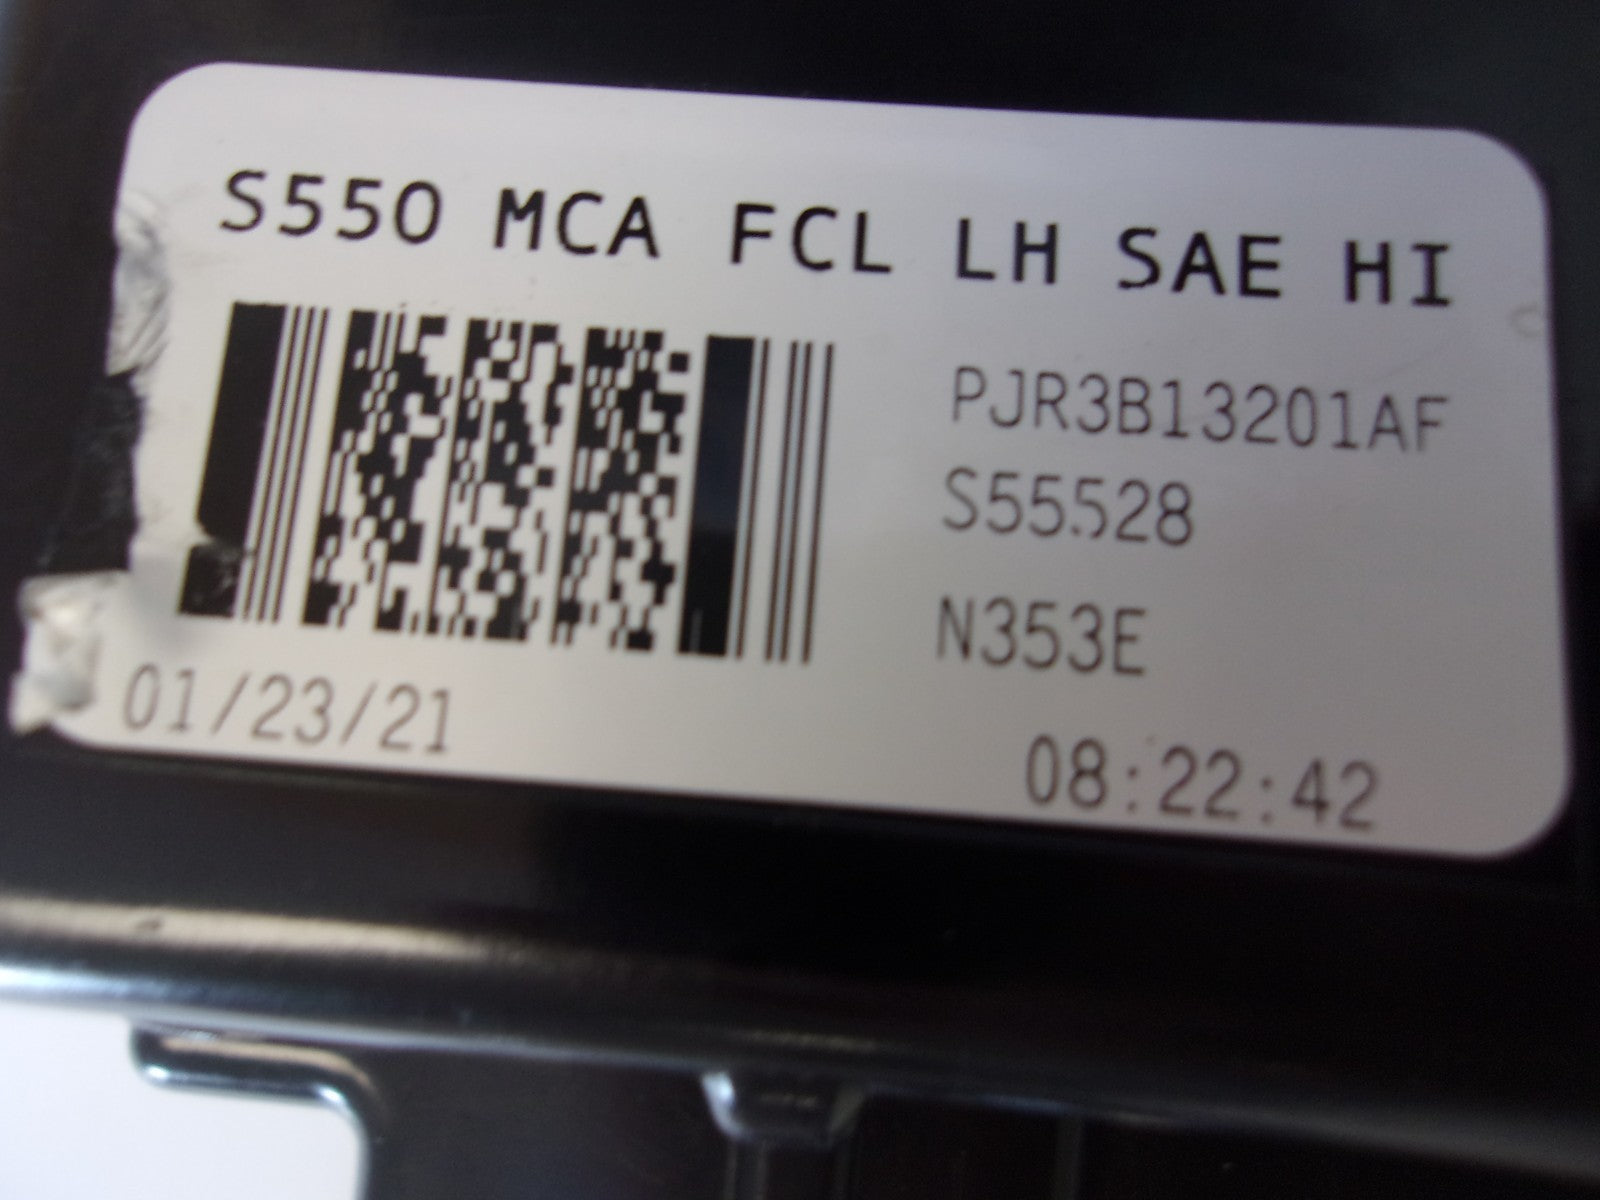 S550 MCA FCL LH SAE HI
PJR3B13201AF
S55528
N353E
01/23/21 08:22:42